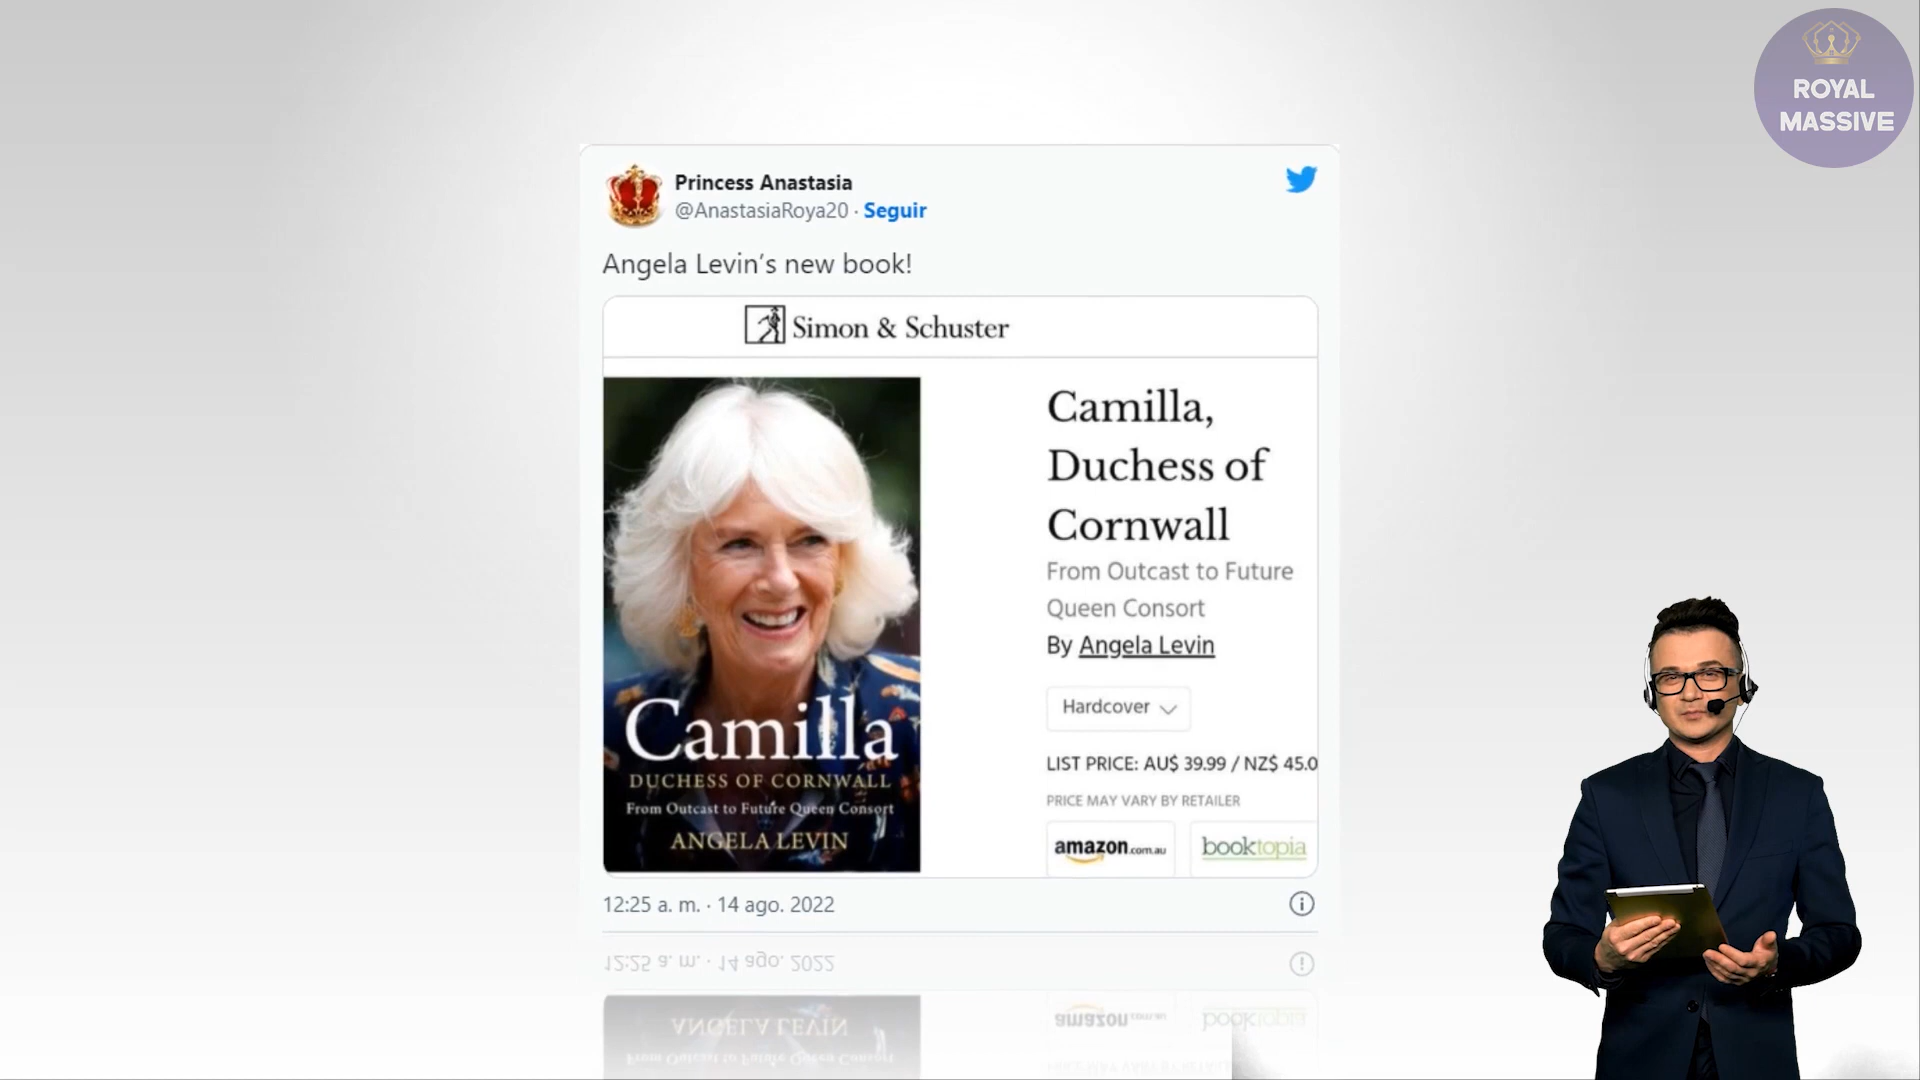 ROYAL
MASSIVE
Princess Anastasia
@AnastasiaRoya20 · Seguir
Angela Levin's new book!
Simon & Schuster
Camilla
DUCHESS OF CORNWALL
From Outcast to Future Queen Consort
ANGELA LEVIN
Camilla,
Duchess of
Cornwall
From Outcast to Future
Queen Consort
By Angela Levin
Hardcover
LIST PRICE: AU$ 39.99 / NZ$ 45.0
PRICE MAY VARY BY RETAILER
amazon.com.au
booktopia
12:25 a. m. · 14 ago. 2022